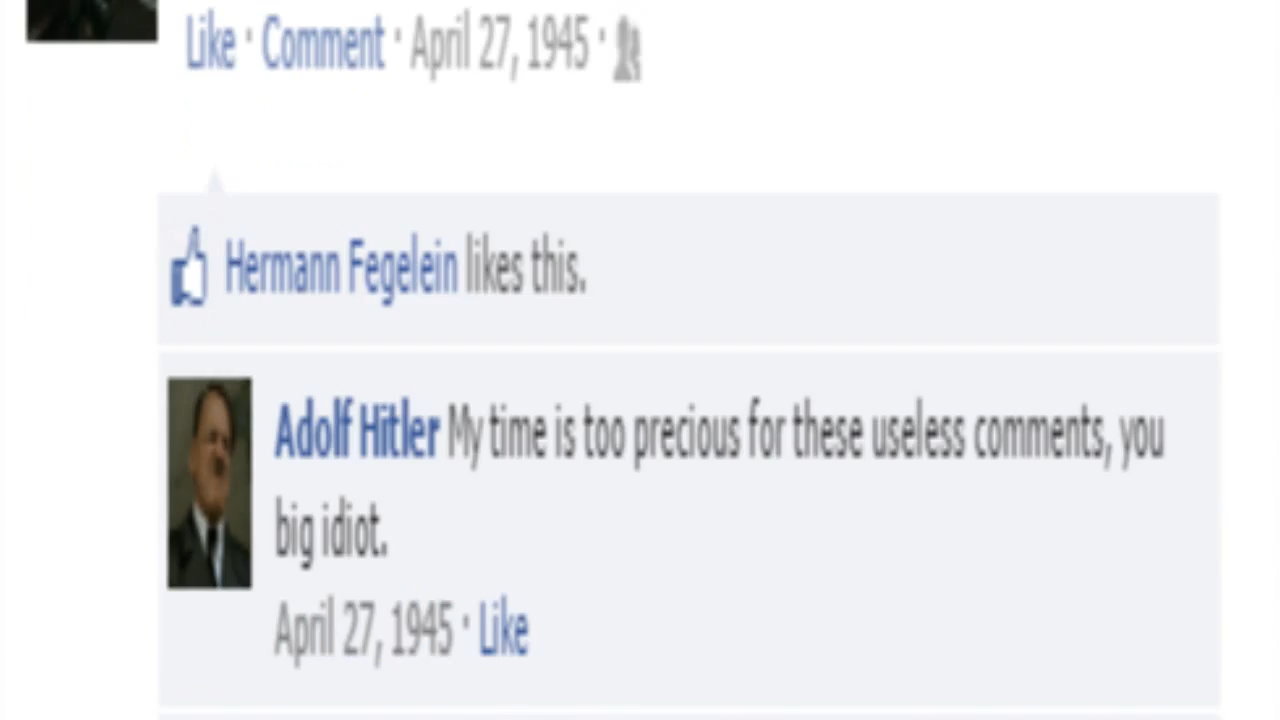 Like · Comment · April 27, 1945 ·
Hermann Fegelein likes this.
Adolf Hitler My time is too precious for these useless comments, you
big idiot.
April 27, 1945 · Like